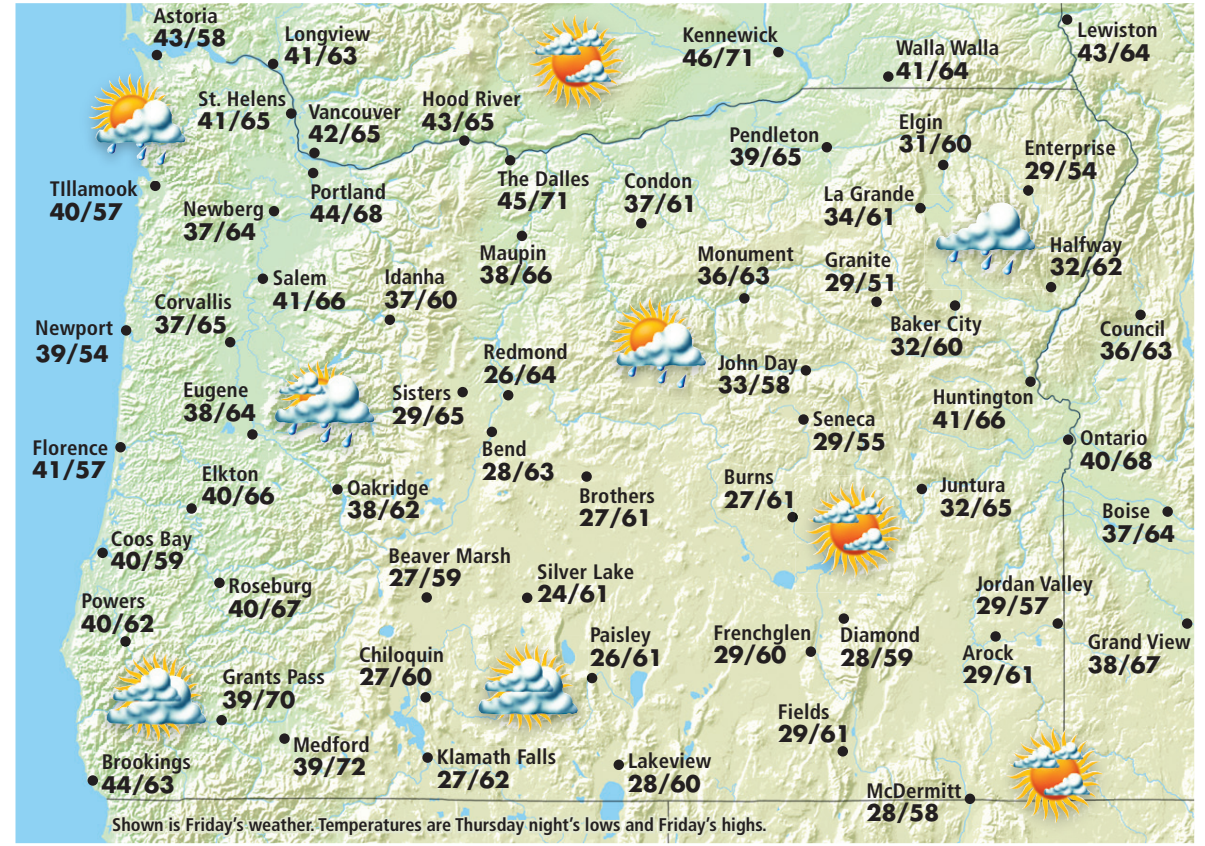 Astoria
43/58
Longview
41/63
Kennewick
46/71
Walla Walla
41/64
Lewiston
43/64
St. Helens
41/65
Vancouver
42/65
Hood River
43/65
Pendleton
39/65
Elgin
31/60
Enterprise
29/54
TIllamook
40/57
Newberg
37/64
Portland
44/68
The Dalles
45/71
Condon
37/61
La Grande
34/61
Maupin
38/66
Monument
36/63
Granite
29/51
Halfway
32/62
Salem
41/66
Idanha
37/60
Corvallis
37/65
Newport
39/54
Baker City
32/60
Council
36/63
Redmond
26/64
John Day
33/58
Eugene
38/64
Sisters
29/65
Huntington
41/66
Seneca
29/55
Florence
41/57
Bend
28/63
Ontario
40/68
Elkton
40/66
Oakridge
38/62
Brothers
27/61
Burns
27/61
Juntura
32/65
Boise
37/64
Coos Bay
40/59
Beaver Marsh
27/59
Silver Lake
24/61
Roseburg
40/67
Jordan Valley
29/57
Powers
40/62
Paisley
26/61
Frenchglen
29/60
Diamond
28/59
Arock
29/61
Grand View
38/67
Chiloquin
27/60
Grants Pass
39/70
Fields
29/61
Medford
39/72
Klamath Falls
27/62
Lakeview
28/60
Brookings
44/63
McDermitt
28/58
Shown is Friday's weather. Temperatures are Thursday night's lows and Friday's highs.